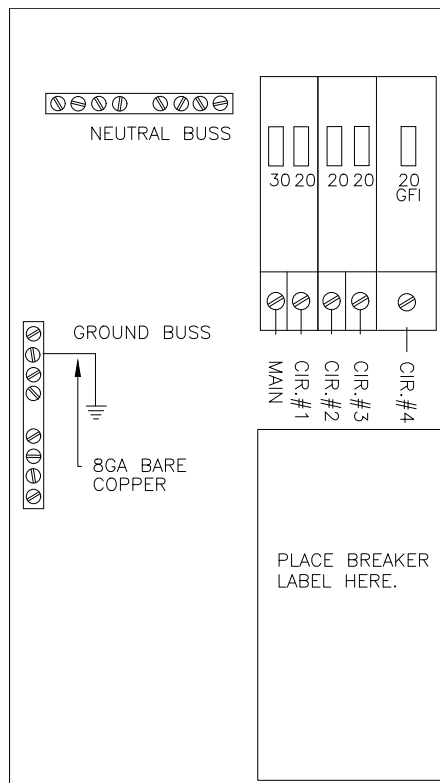 NEUTRAL BUSS
30 20 20 20 20
GFI
GROUND BUSS
MAIN
CIR.#1
CIR.#2
CIR.#3
CIR.#4
8GA BARE
COPPER
PLACE BREAKER
LABEL HERE.